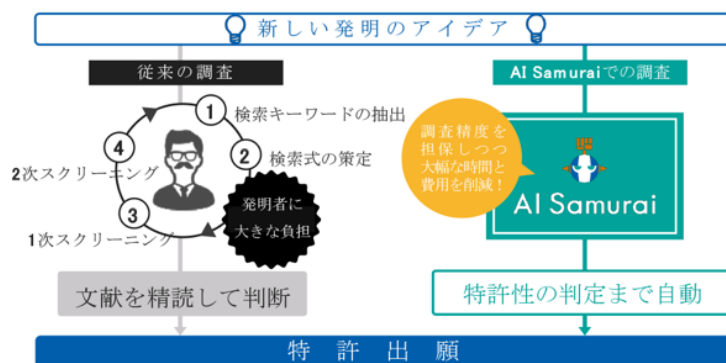 新しい発明のアイデア
従来の調査
1
検索キーワードの抽出
2
検索式の策定
3
1次スクリーニング
4
2次スクリーニング
発明者に
大きな負担
文献を精読して判断
AI Samuraiでの調査
調査精度を
担保しつつ
大幅な時間と
費用を削減!
AI Samurai
特許性の判定まで自動
特許出願